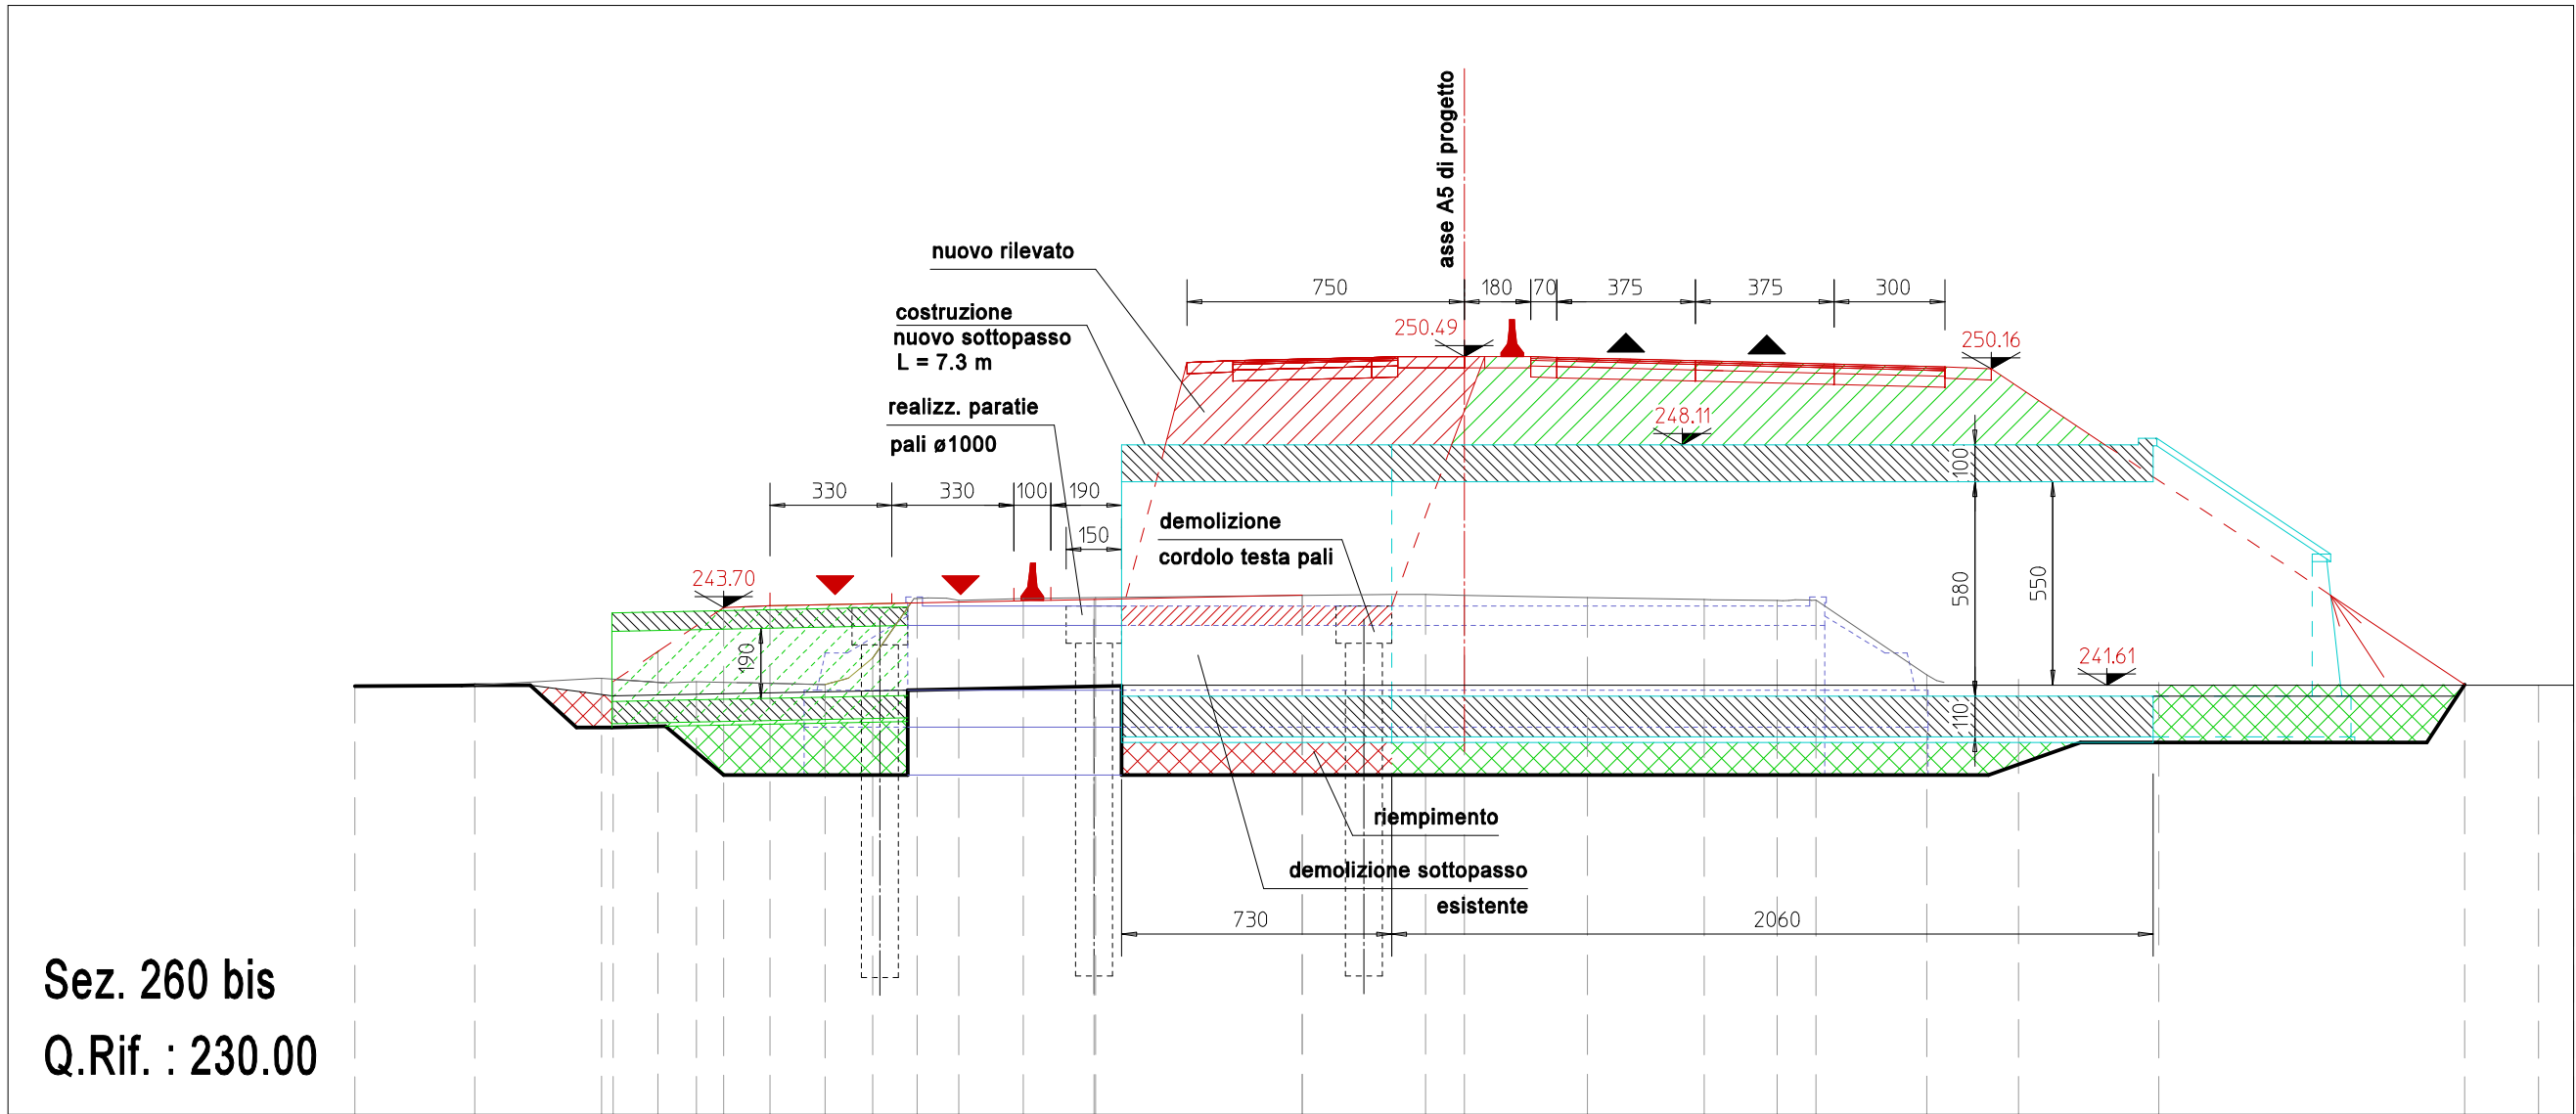 asse A5 di progetto
nuovo rilevato
750
180
70
375
375
300
costruzione
nuovo sottopasso
L = 7.3 m
250.49
250.16
realizz. paratie
pali ø1000
248.11
100
330
330
100
190
150
demolizione
cordolo testa pali
243.70
580
550
190
241.61
110
riempimento
demolizione sottopasso
esistente
730
2060
Sez. 260 bis
Q.Rif. : 230.00